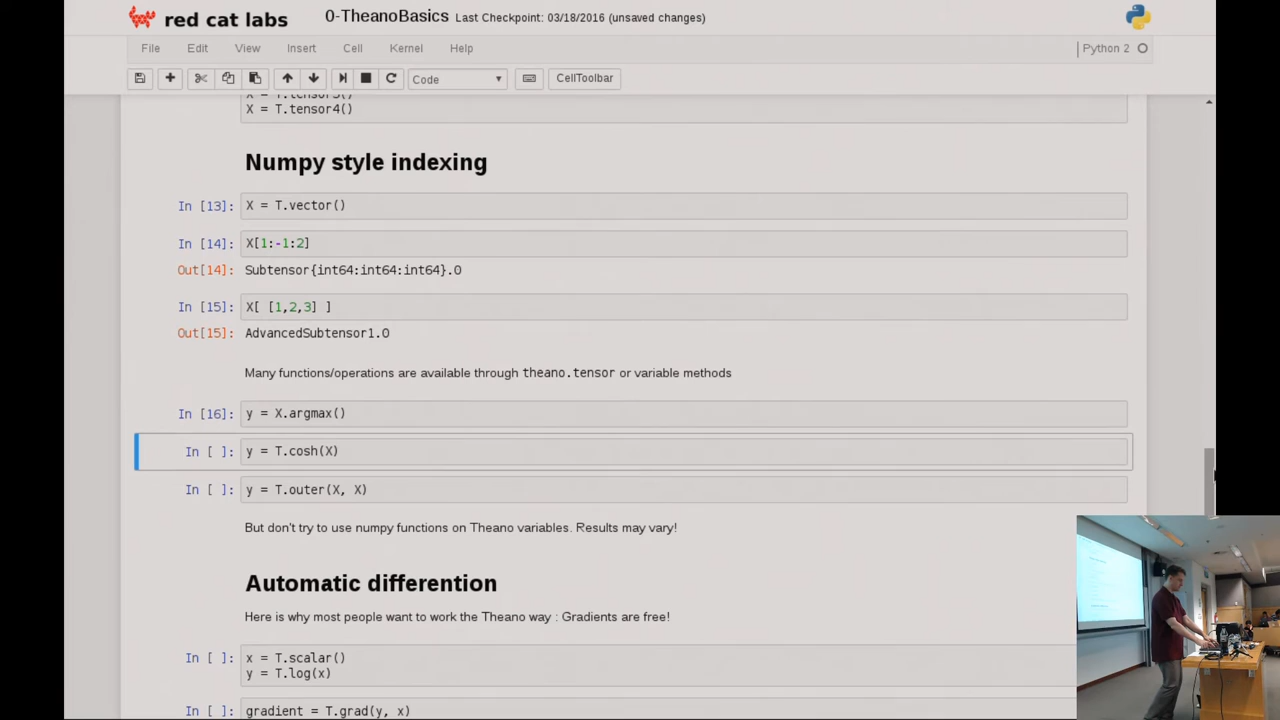 red cat labs 0-TheanoBasics Last Checkpoint: 03/18/2016 (unsaved changes)
File Edit View Insert Cell Kernel Help Python 2
Code CellToolbar
X = T.tensor3()
X = T.tensor4()
Numpy style indexing
In [13]: X = T.vector()
In [14]: X[1:-1:2]
Out[14]: Subtensor{int64:int64:int64}.0
In [15]: X[ [1,2,3] ]
Out[15]: AdvancedSubtensor1.0
Many functions/operations are available through theano.tensor or variable methods
In [16]: y = X.argmax()
In [ ]: y = T.cosh(X)
In [ ]: y = T.outer(X, X)
But don't try to use numpy functions on Theano variables. Results may vary!
Automatic differention
Here is why most people want to work the Theano way : Gradients are free!
In [ ]: x = T.scalar()
y = T.log(x)
In [ ]: gradient = T.grad(y, x)